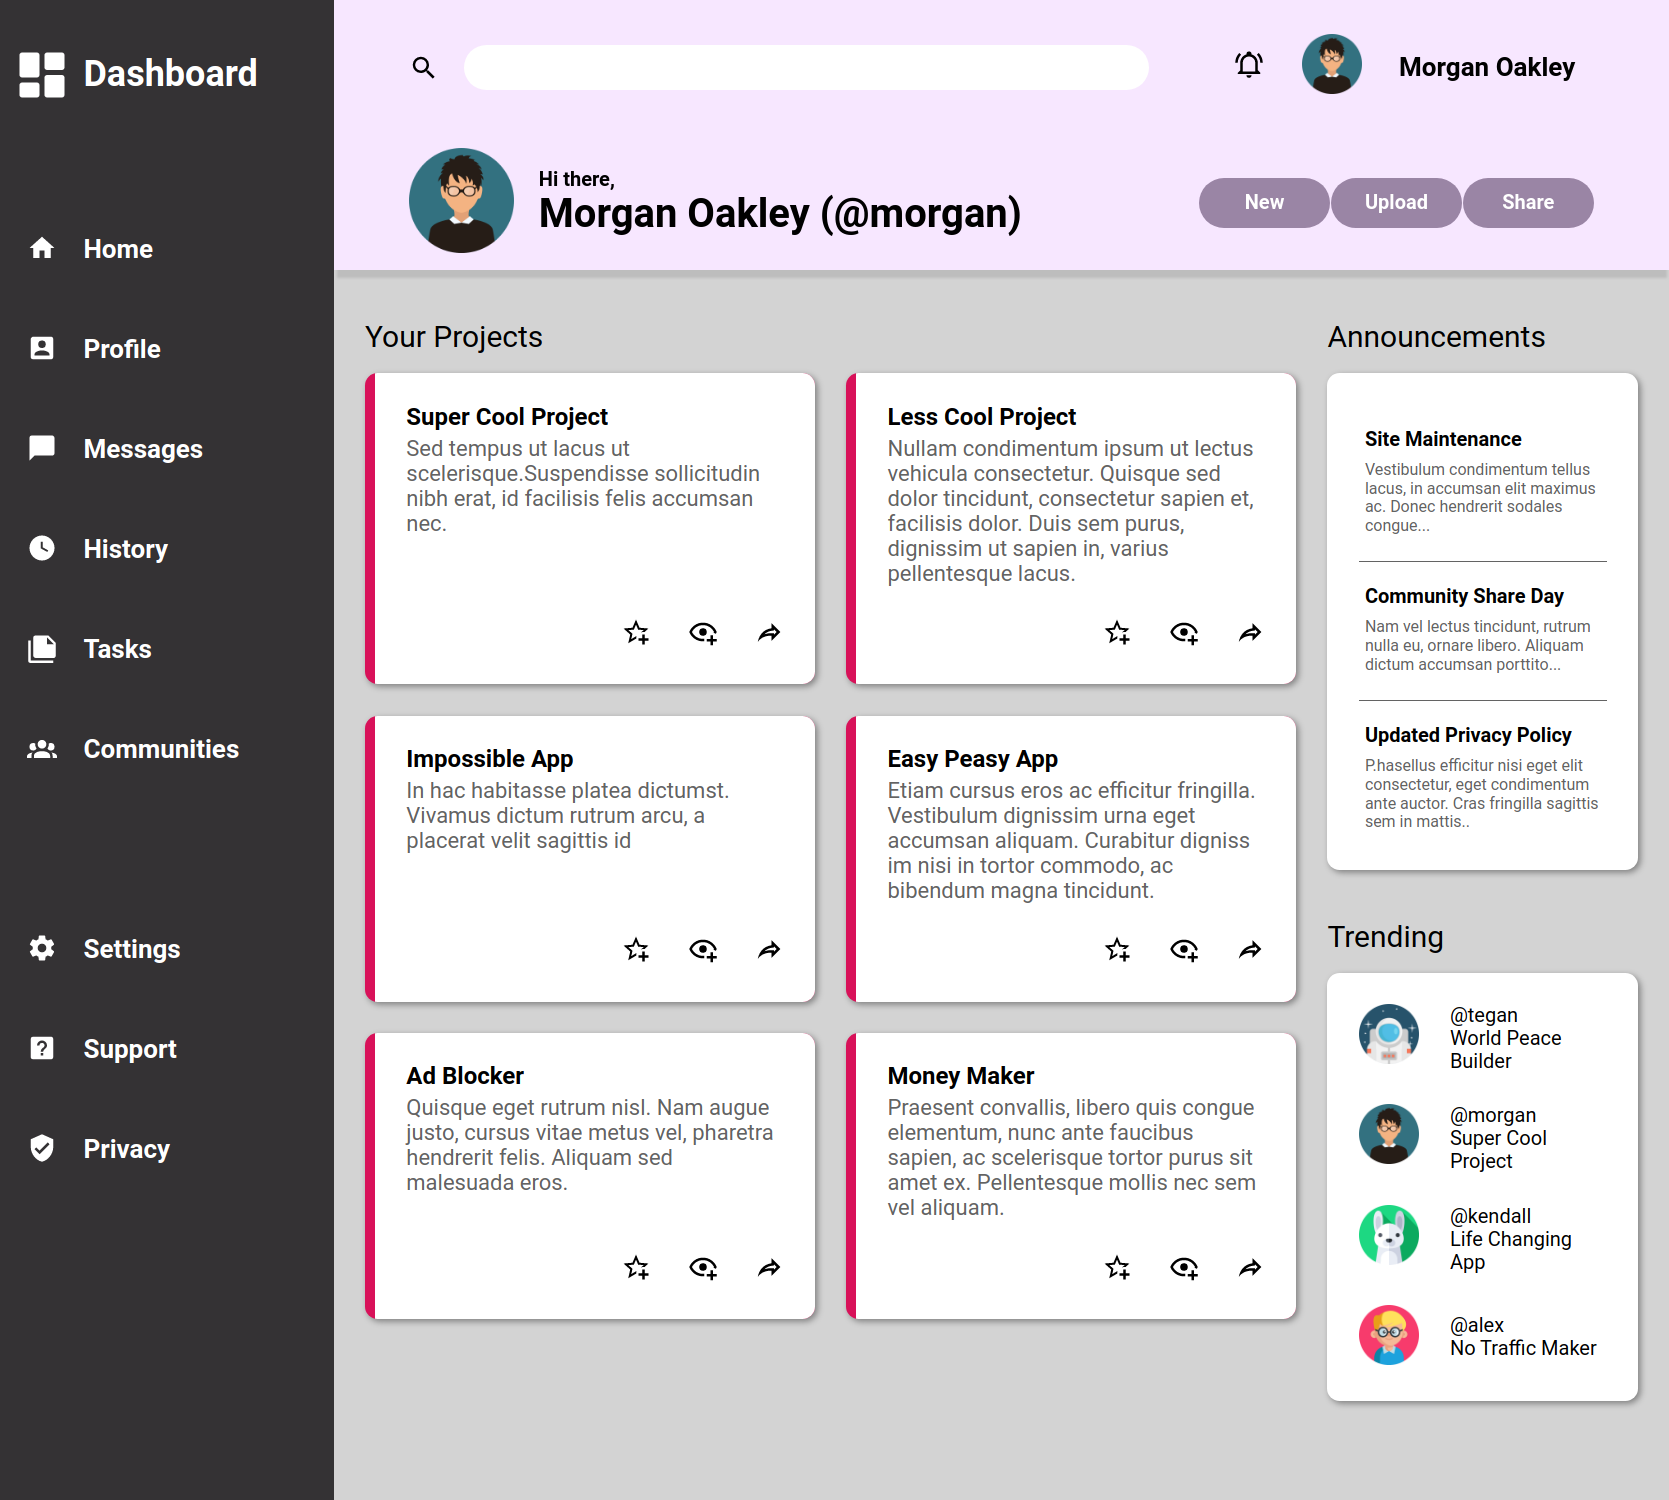 Dashboard
Home
Profile
Messages
History
Tasks
Communities
Settings
Support
Privacy
Morgan Oakley
Hi there,
Morgan Oakley (@morgan)
New
Upload
Share
Your Projects
Super Cool Project
Sed tempus ut lacus ut
scelerisque.Suspendisse sollicitudin
nibh erat, id facilisis felis accumsan
nec.
Less Cool Project
Nullam condimentum ipsum ut lectus
vehicula consectetur. Quisque sed
dolor tincidunt, consectetur sapien et,
facilisis dolor. Duis sem purus,
dignissim ut sapien in, varius
pellentesque lacus.
Impossible App
In hac habitasse platea dictumst.
Vivamus dictum rutrum arcu, a
placerat velit sagittis id
Easy Peasy App
Etiam cursus eros ac efficitur fringilla.
Vestibulum dignissim urna eget
accumsan aliquam. Curabitur digniss
im nisi in tortor commodo, ac
bibendum magna tincidunt.
Ad Blocker
Quisque eget rutrum nisl. Nam augue
justo, cursus vitae metus vel, pharetra
hendrerit felis. Aliquam sed
malesuada eros.
Money Maker
Praesent convallis, libero quis congue
elementum, nunc ante faucibus
sapien, ac scelerisque tortor purus sit
amet ex. Pellentesque mollis nec sem
vel aliquam.
Announcements
Site Maintenance
Vestibulum condimentum tellus
lacus, in accumsan elit maximus
ac. Donec hendrerit sodales
congue...
Community Share Day
Nam vel lectus tincidunt, rutrum
nulla eu, ornare libero. Aliquam
dictum accumsan porttito...
Updated Privacy Policy
P.hasellus efficitur nisi eget elit
consectetur, eget condimentum
ante auctor. Cras fringilla sagittis
sem in mattis..
Trending
@tegan
World Peace
Builder
@morgan
Super Cool
Project
@kendall
Life Changing
App
@alex
No Traffic Maker